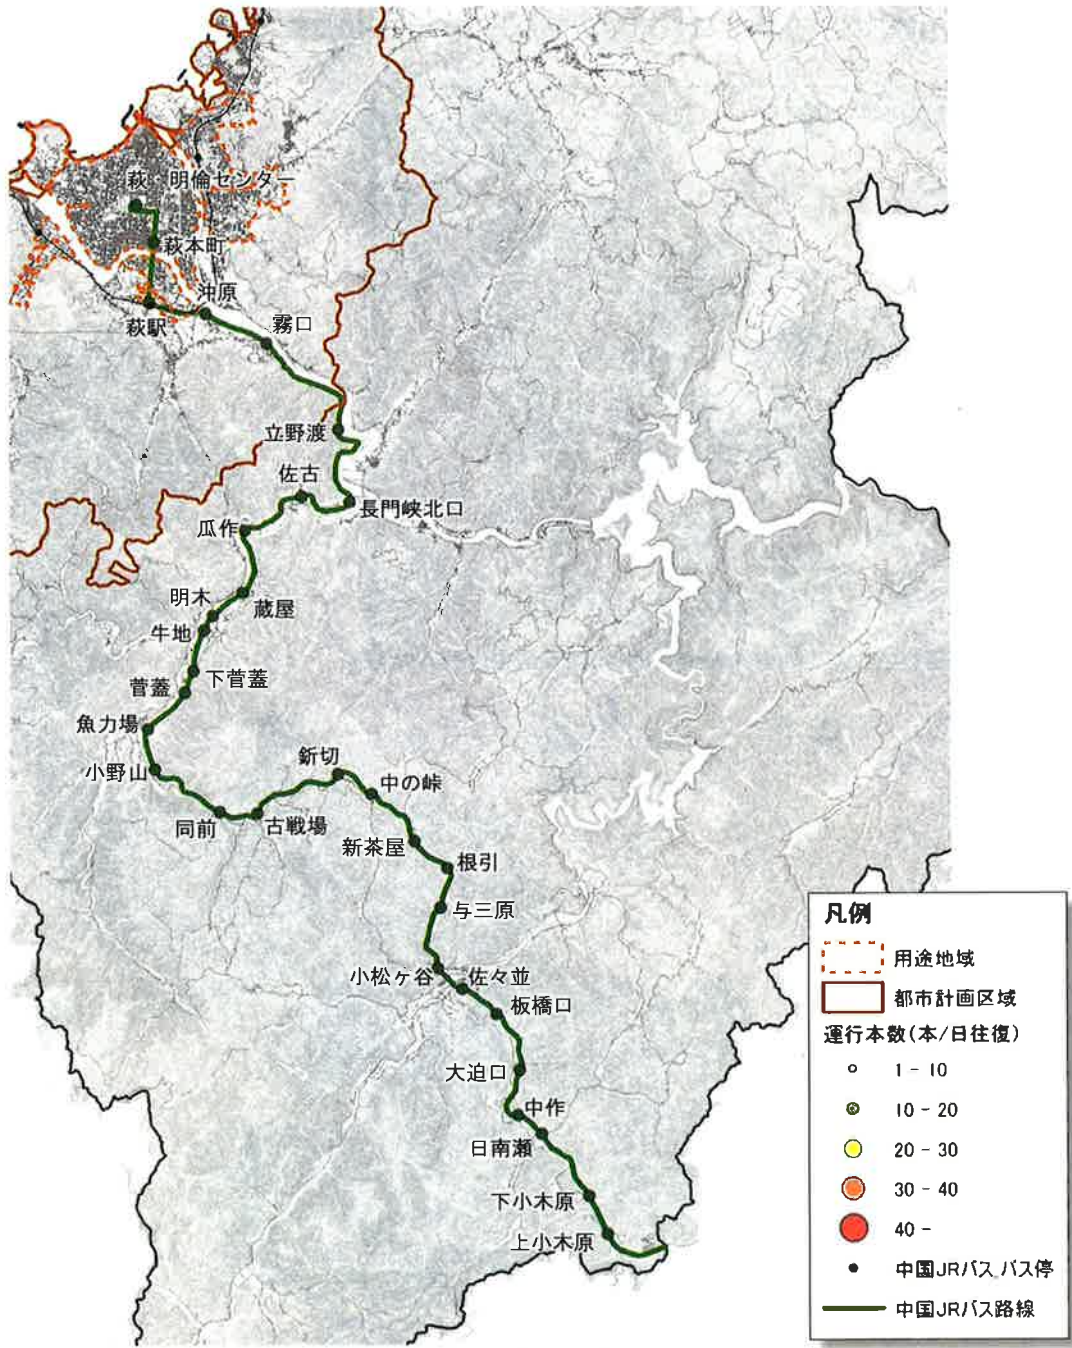 萩・明倫センター
萩本町
沖原
萩駅
霧口
立野渡
佐古
長門峡北口
瓜作
明木
蔵屋
牛地
下菅蓋
菅蓋
魚力場
小野山
釿切
中の峠
同前
古戦場
新茶屋
根引
与三原
小松ヶ谷
佐々並
板橋口
大迫口
中作
日南瀬
下小木原
上小木原
凡例
用途地域
都市計画区域
運行本数(本/日往復)
1 - 10
10 - 20
20 - 30
30 - 40
40 -
中国JRバス バス停
中国JRバス路線